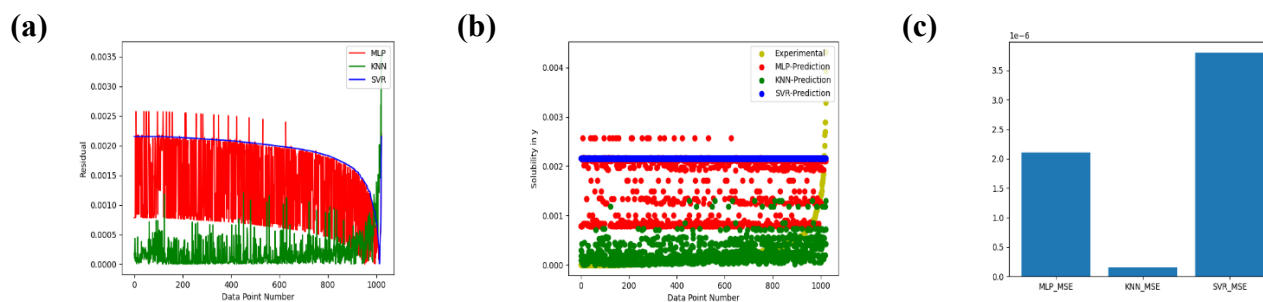 (a)
0.0035
0.0030
0.0025
0.0020
0.0015
0.0010
0.0005
0.0000
Residual
MLP
KNN
SVR
0 200 400 600 800 1000
Data Point Number
(b)
0.004
0.003
0.002
0.001
0.000
Solubility in y
Experimental
MLP-Prediction
KNN-Prediction
SVR-Prediction
0 200 400 600 800 1000
Data Point Number
(c)
1e-6
3.5
3.0
2.5
2.0
1.5
1.0
0.5
0.0
MLP_MSE KNN_MSE SVR_MSE